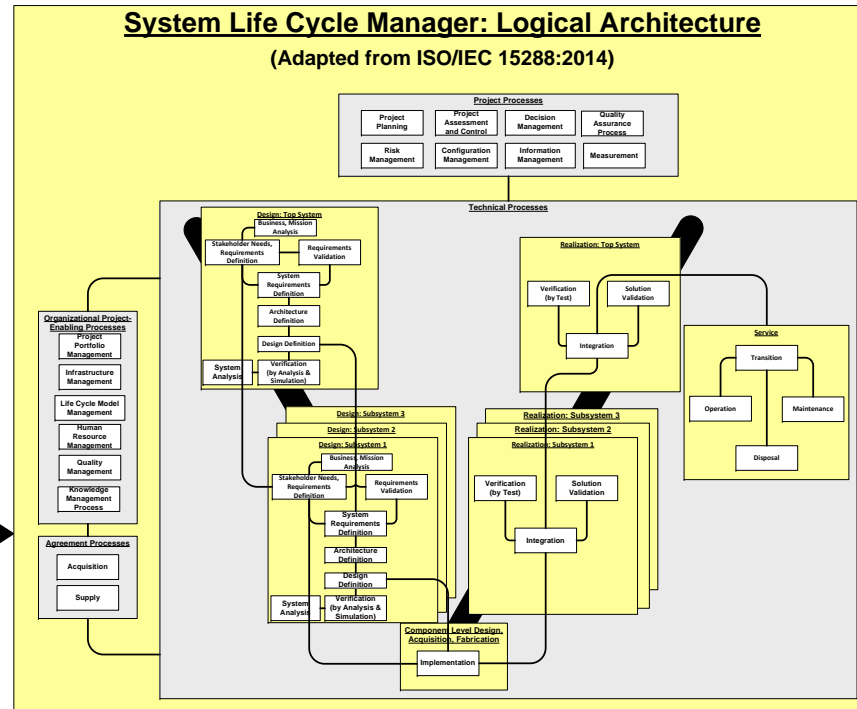 System Life Cycle Manager: Logical Architecture
(Adapted from ISO/IEC 15288:2014)
Project Processes
Project
Planning
Project
Assessment
and Control
Decision
Management
Quality
Assurance
Process
Risk
Management
Configuration
Management
Information
Management
Measurement
Technical Processes
Design: Top System
Business, Mission
Analysis
Stakeholder Needs,
Requirements
Definition
Requirements
Validation
System
Requirements
Definition
Architecture
Definition
Design Definition
System
Analysis
Verification
(by Analysis &
Simulation)
Realization: Top System
Verification
(by Test)
Solution
Validation
Integration
Organizational Project-
Enabling Processes
Project
Portfolio
Management
Infrastructure
Management
Life Cycle Model
Management
Human
Resource
Management
Quality
Management
Knowledge
Management
Process
Agreement Processes
Acquisition
Supply
Service
Transition
Operation
Maintenance
Disposal
Design: Subsystem 3
Design: Subsystem 2
Design: Subsystem 1
Business, Mission
Analysis
Stakeholder Needs,
Requirements
Definition
Requirements
Validation
System
Requirements
Definition
Architecture
Definition
Design
Definition
System
Analysis
Verification
(by Analysis &
Simulation)
Realization: Subsystem 3
Realization: Subsystem 2
Realization: Subsystem 1
Verification
(by Test)
Solution
Validation
Integration
Component Level Design,
Acquisition, Fabrication
Implementation